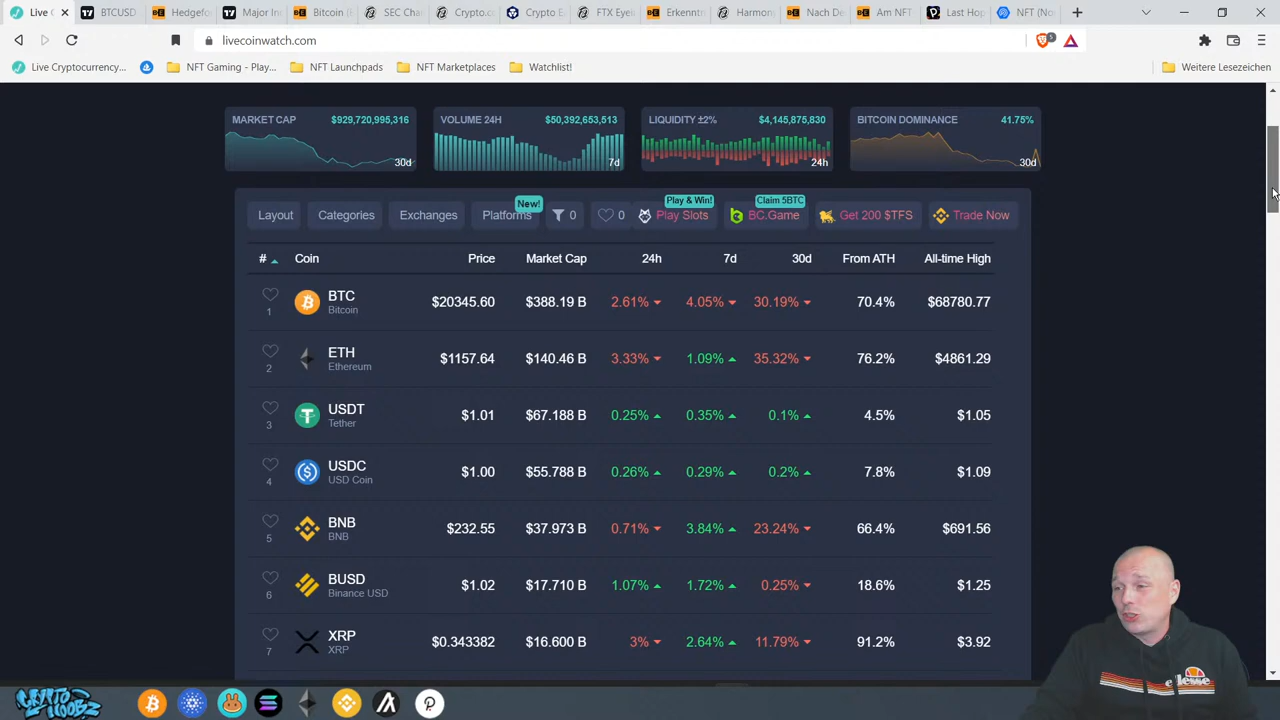 Live C
BTCUSD
Hedgefo
Major In
Bitcoin (
SEC Chai
Crypto.c
Crypto E
FTX Eyei
Erkenntr
Harmony
Nach De
Am NFT
Last Hop
NFT (No
livecoinwatch.com
5
Live Cryptocurrency...
NFT Gaming - Play...
NFT Launchpads
NFT Marketplaces
Watchlist!
Weitere Lesezeichen
MARKET CAP $929,720,995,316
30d
VOLUME 24H $50,392,653,513
7d
LIQUIDITY ±2% $4,145,875,830
24h
BITCOIN DOMINANCE 41.75%
30d
New! Play & Win! Claim 5BTC
Layout Categories Exchanges Platforms 0 0 Play Slots BC.Game Get 200 $TFS Trade Now
# Coin Price Market Cap 24h 7d 30d From ATH All-time High
1 BTC $20345.60 $388.19 B 2.61% 4.05% 30.19% 70.4% $68780.77
Bitcoin
2 ETH $1157.64 $140.46 B 3.33% 1.09% 35.32% 76.2% $4861.29
Ethereum
3 USDT $1.01 $67.188 B 0.25% 0.35% 0.1% 4.5% $1.05
Tether
4 USDC $1.00 $55.788 B 0.26% 0.29% 0.2% 7.8% $1.09
USD Coin
5 BNB $232.55 $37.973 B 0.71% 3.84% 23.24% 66.4% $691.56
BNB
6 BUSD $1.02 $17.710 B 1.07% 1.72% 0.25% 18.6% $1.25
Binance USD
7 XRP $0.343382 $16.600 B 3% 2.64% 11.79% 91.2% $3.92
XRP
ellesse
CRYPTO NOOBZ